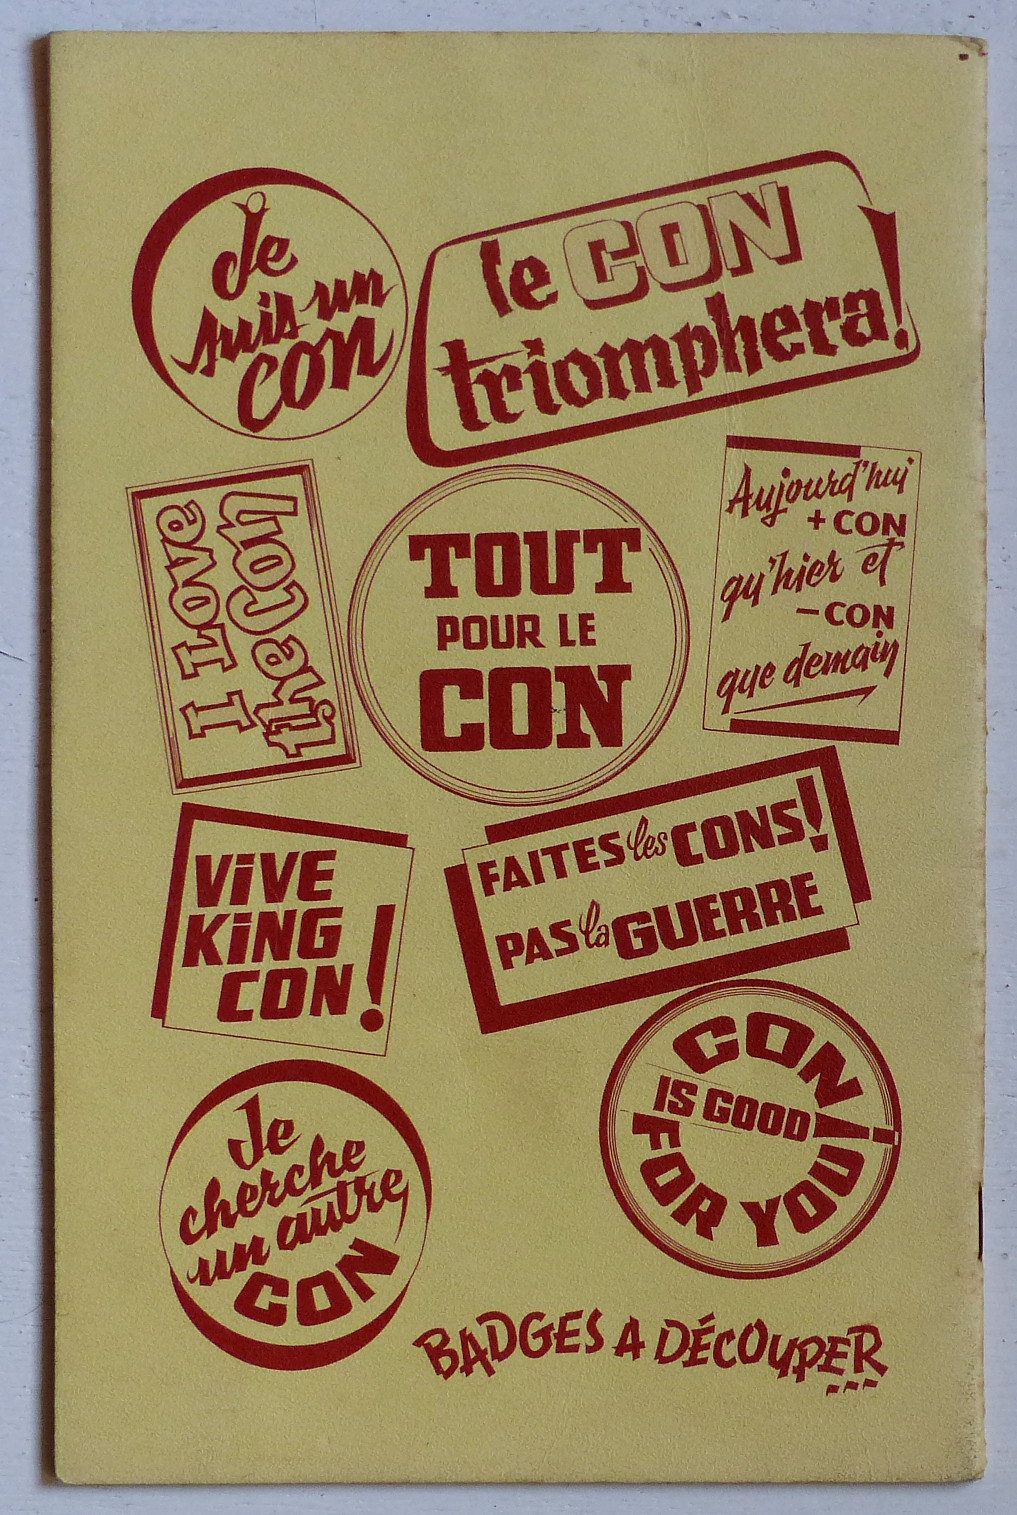 Je
suis un
con
le CON
triomphera!
I Love
the Con
TOUT
POUR LE
CON
Aujourd'hui
+ CON
qu'hier et
- CON
que demain
ViVE
KiNG
CON!
FAITES les CONS!
PAS la GUERRE
Je
cherche
un autre
CON
CON
IS GOOD
FOR YOU!
BADGES A DÉCOUPER...